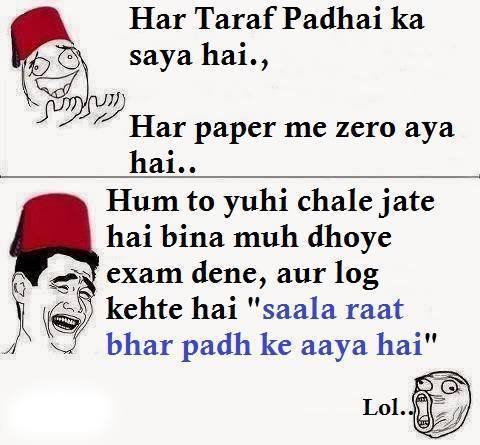 Har Taraf Padhai ka
saya hai.,
Har paper me zero aya
hai..
Hum to yuhi chale jate
hai bina muh dhoye
exam dene, aur log
kehte hai "saala raat
bhar padh ke aaya hai"
Lol..